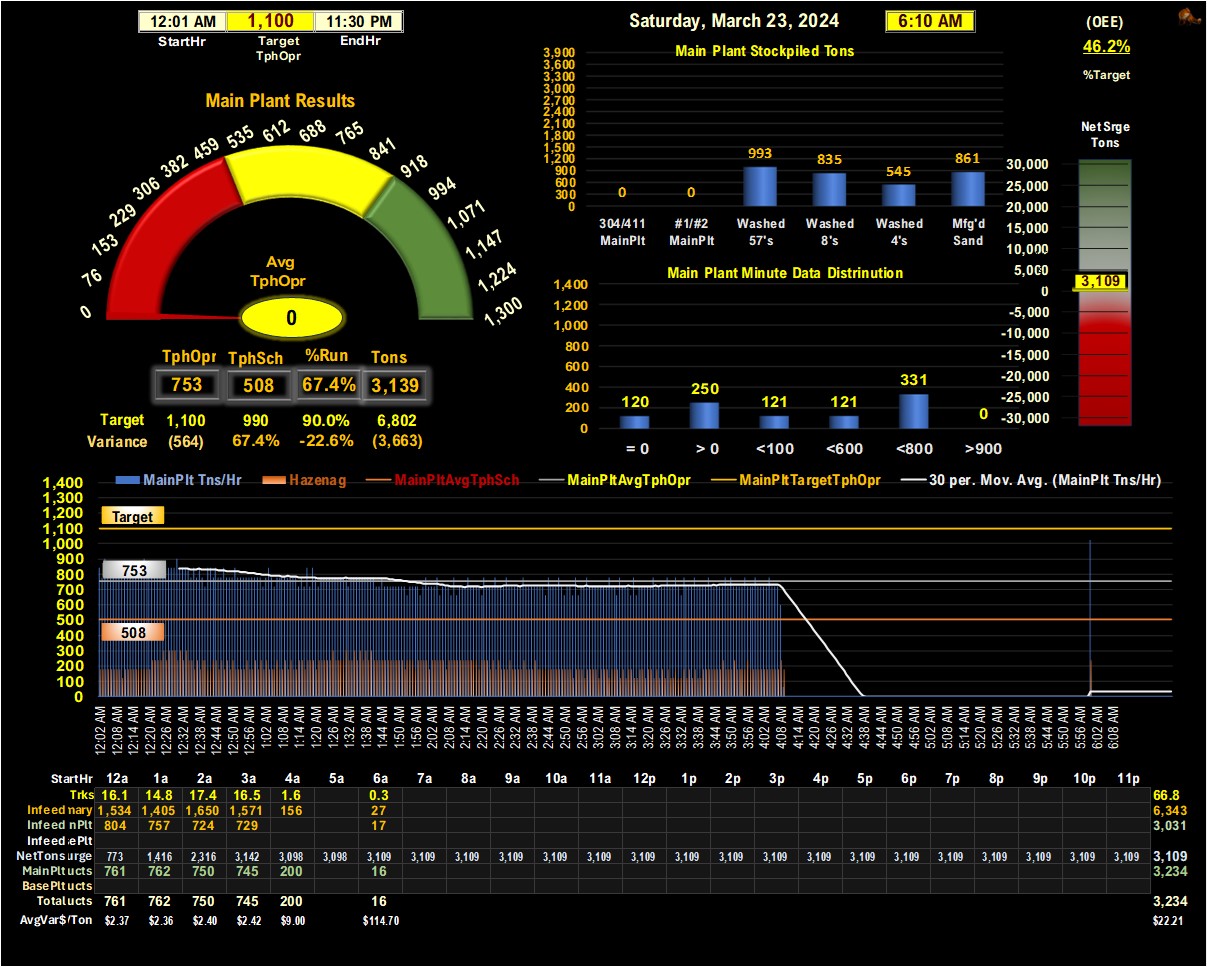 12:01 AM 1,100 11:30 PM
StartHr Target TphOpr EndHr
Saturday, March 23, 2024 6:10 AM
(OEE)
46.2%
%Target
Main Plant Results
0 76 153 229 306 382 459 535 612 688 765 841 918 994 1,071 1,147 1,224 1,300
Avg
TphOpr
0
TphOpr TphSch %Run Tons
753 508 67.4% 3,139
Target 1,100 990 90.0% 6,802
Variance (564) 67.4% -22.6% (3,663)
Main Plant Stockpiled Tons
3,900
3,600
3,300
3,000
2,700
2,400
2,100
1,800
1,500
1,200
900
600
300
0
0 0 993 835 545 861
304/411 #1/#2 Washed Washed Washed Mfg'd
MainPlt MainPlt 57's 8's 4's Sand
Main Plant Minute Data Distrinution
1,400
1,200
1,000
800
600
400
200
0
120 250 121 121 331 0
= 0 > 0 <100 <600 <800 >900
Net Srge
Tons
30,000
25,000
20,000
15,000
10,000
5,000
0
-5,000
-10,000
-15,000
-20,000
-25,000
-30,000
3,109
MainPlt Tns/Hr Hazenag MainPltAvgTphSch MainPltAvgTphOpr MainPltTargetTphOpr 30 per. Mov. Avg. (MainPlt Tns/Hr)
1,400
1,300
1,200
1,100
1,000
900
800
700
600
500
400
300
200
100
0
Target
753
508
12:02 AM 12:08 AM 12:14 AM 12:20 AM 12:26 AM 12:32 AM 12:38 AM 12:44 AM 12:50 AM 12:56 AM 1:02 AM 1:08 AM 1:14 AM 1:20 AM 1:26 AM 1:32 AM 1:38 AM 1:44 AM 1:50 AM 1:56 AM 2:02 AM 2:08 AM 2:14 AM 2:20 AM 2:26 AM 2:32 AM 2:38 AM 2:44 AM 2:50 AM 2:56 AM 3:02 AM 3:08 AM 3:14 AM 3:20 AM 3:26 AM 3:32 AM 3:38 AM 3:44 AM 3:50 AM 3:56 AM 4:02 AM 4:08 AM 4:14 AM 4:20 AM 4:26 AM 4:32 AM 4:38 AM 4:44 AM 4:50 AM 4:56 AM 5:02 AM 5:08 AM 5:14 AM 5:20 AM 5:26 AM 5:32 AM 5:38 AM 5:44 AM 5:50 AM 5:56 AM 6:02 AM 6:08 AM
StartHr 12a 1a 2a 3a 4a 5a 6a 7a 8a 9a 10a 11a 12p 1p 2p 3p 4p 5p 6p 7p 8p 9p 10p 11p
Trks 16.1 14.8 17.4 16.5 1.6 0.3 66.8
Infeed nary 1,534 1,405 1,650 1,571 156 27 6,343
Infeed nPlt 804 757 724 729 17 3,031
Infeed ePlt
NetTons urge 773 1,416 2,316 3,142 3,098 3,098 3,109 3,109 3,109 3,109 3,109 3,109 3,109 3,109 3,109 3,109 3,109 3,109 3,109 3,109 3,109 3,109 3,109 3,109 3,109
MainPlt ucts 761 762 750 745 200 16 3,234
BasePlt ucts
Total ucts 761 762 750 745 200 16 3,234
AvgVar$/Ton $2.37 $2.36 $2.40 $2.42 $9.00 $114.70 $22.21